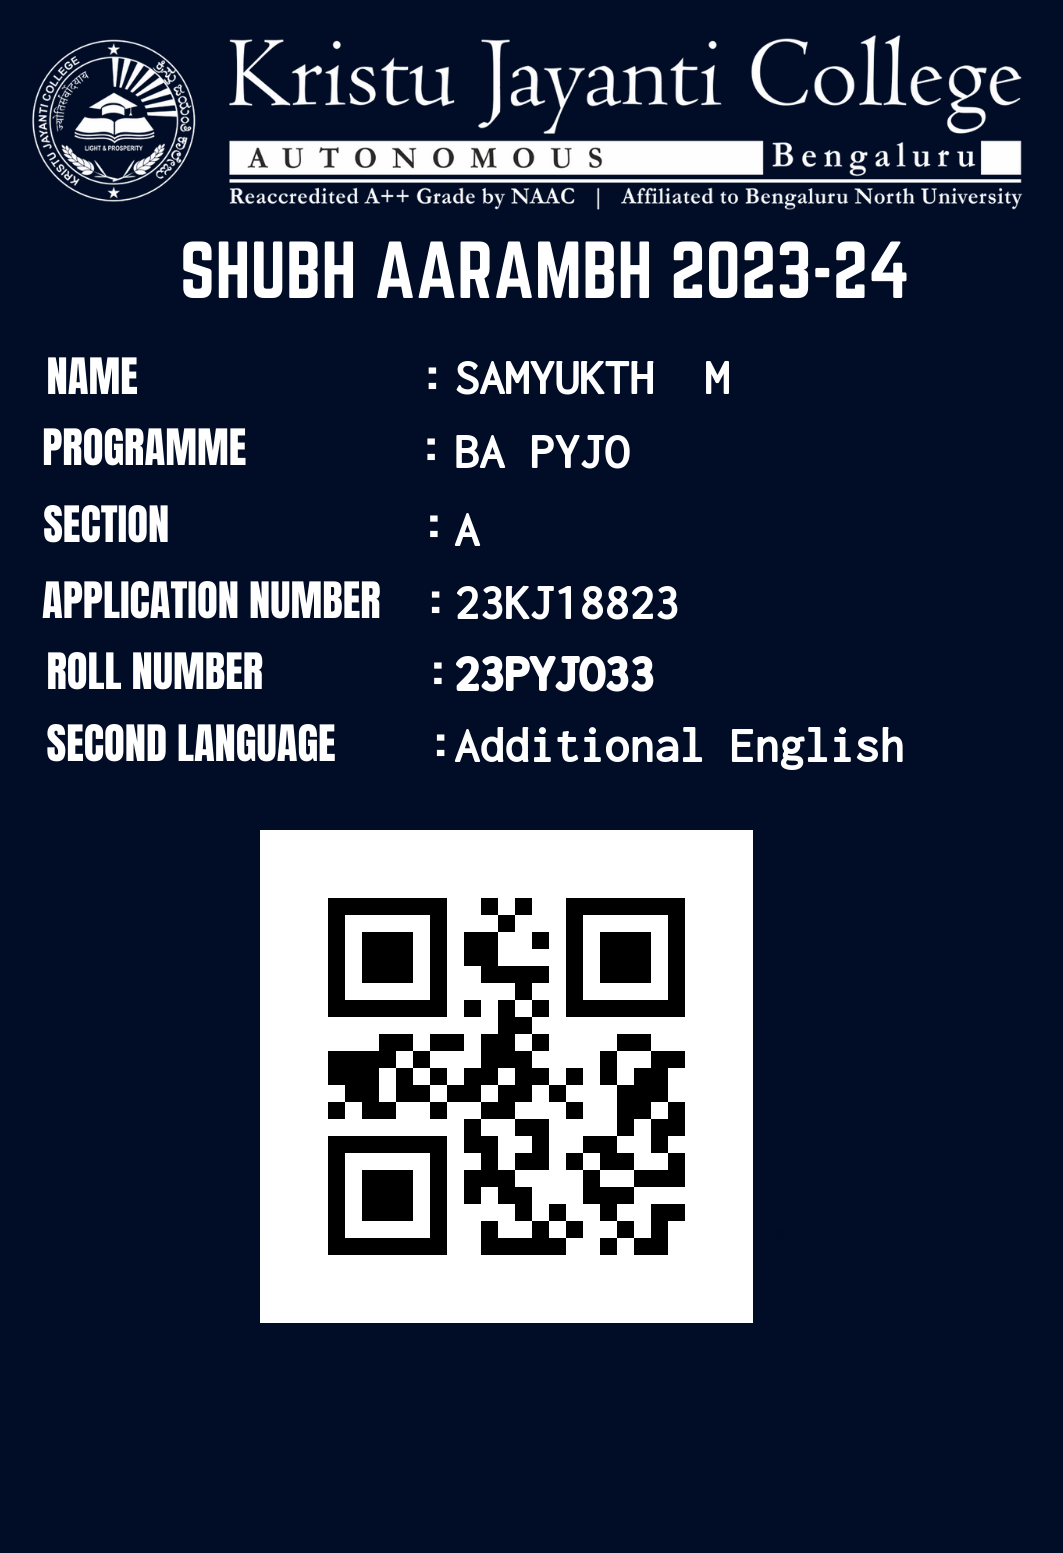 Kristu Jayanti College
AUTONOMOUS Bengaluru
Reaccredited A++ Grade by NAAC | Affiliated to Bengaluru North University
KRISTU JAYANTI COLLEGE
ಕ್ರಿಸ್ತು ಜಯಂತಿ ಕಾಲೇಜು
LIGHT & PROSPERITY
SHUBH AARAMBH 2023-24
NAME : SAMYUKTH M
PROGRAMME : BA PYJO
SECTION : A
APPLICATION NUMBER : 23KJ18823
ROLL NUMBER : 23PYJO33
SECOND LANGUAGE : Additional English